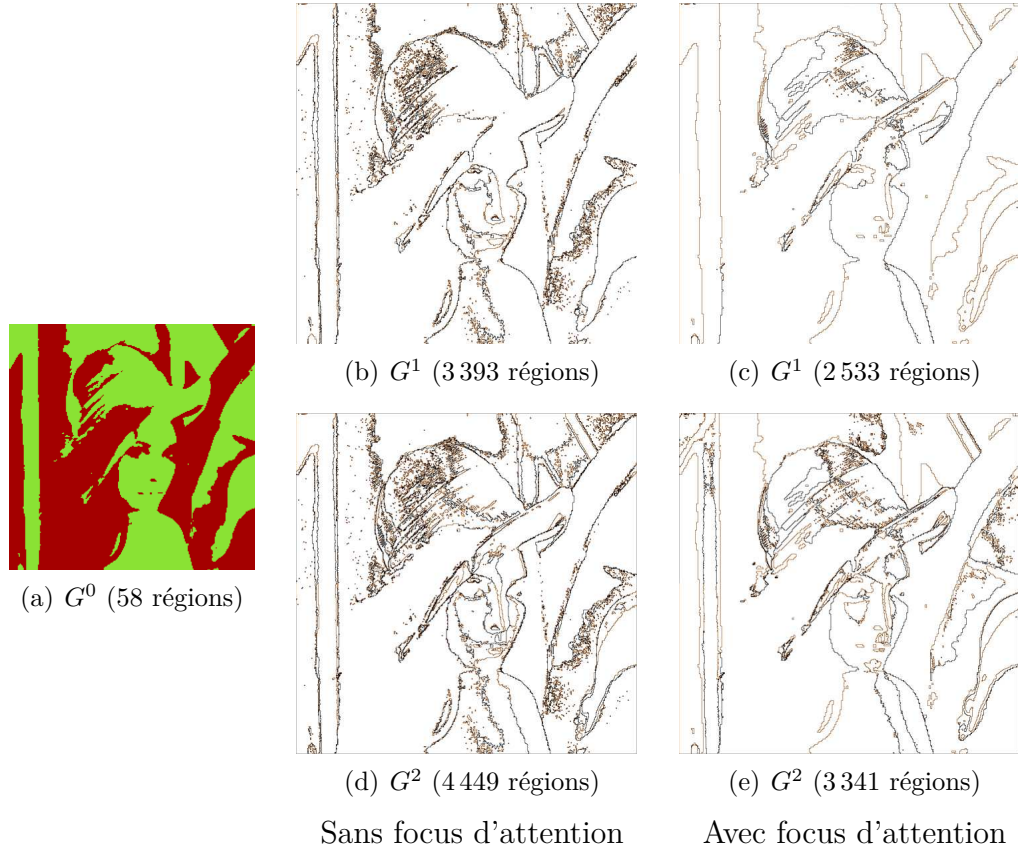 (b) G¹ (3 393 régions)
(c) G¹ (2 533 régions)
(a) G⁰ (58 régions)
(d) G² (4 449 régions)
(e) G² (3 341 régions)
Sans focus d'attention
Avec focus d'attention